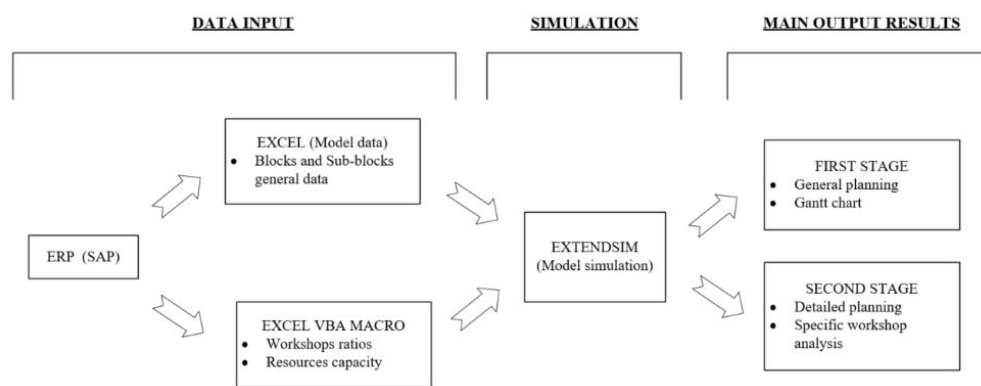 DATA INPUT
SIMULATION
MAIN OUTPUT RESULTS
ERP (SAP)
EXCEL (Model data)
• Blocks and Sub-blocks
general data
EXCEL VBA MACRO
• Workshops ratios
• Resources capacity
EXTENDSIM
(Model simulation)
FIRST STAGE
• General planning
• Gantt chart
SECOND STAGE
• Detailed planning
• Specific workshop
analysis